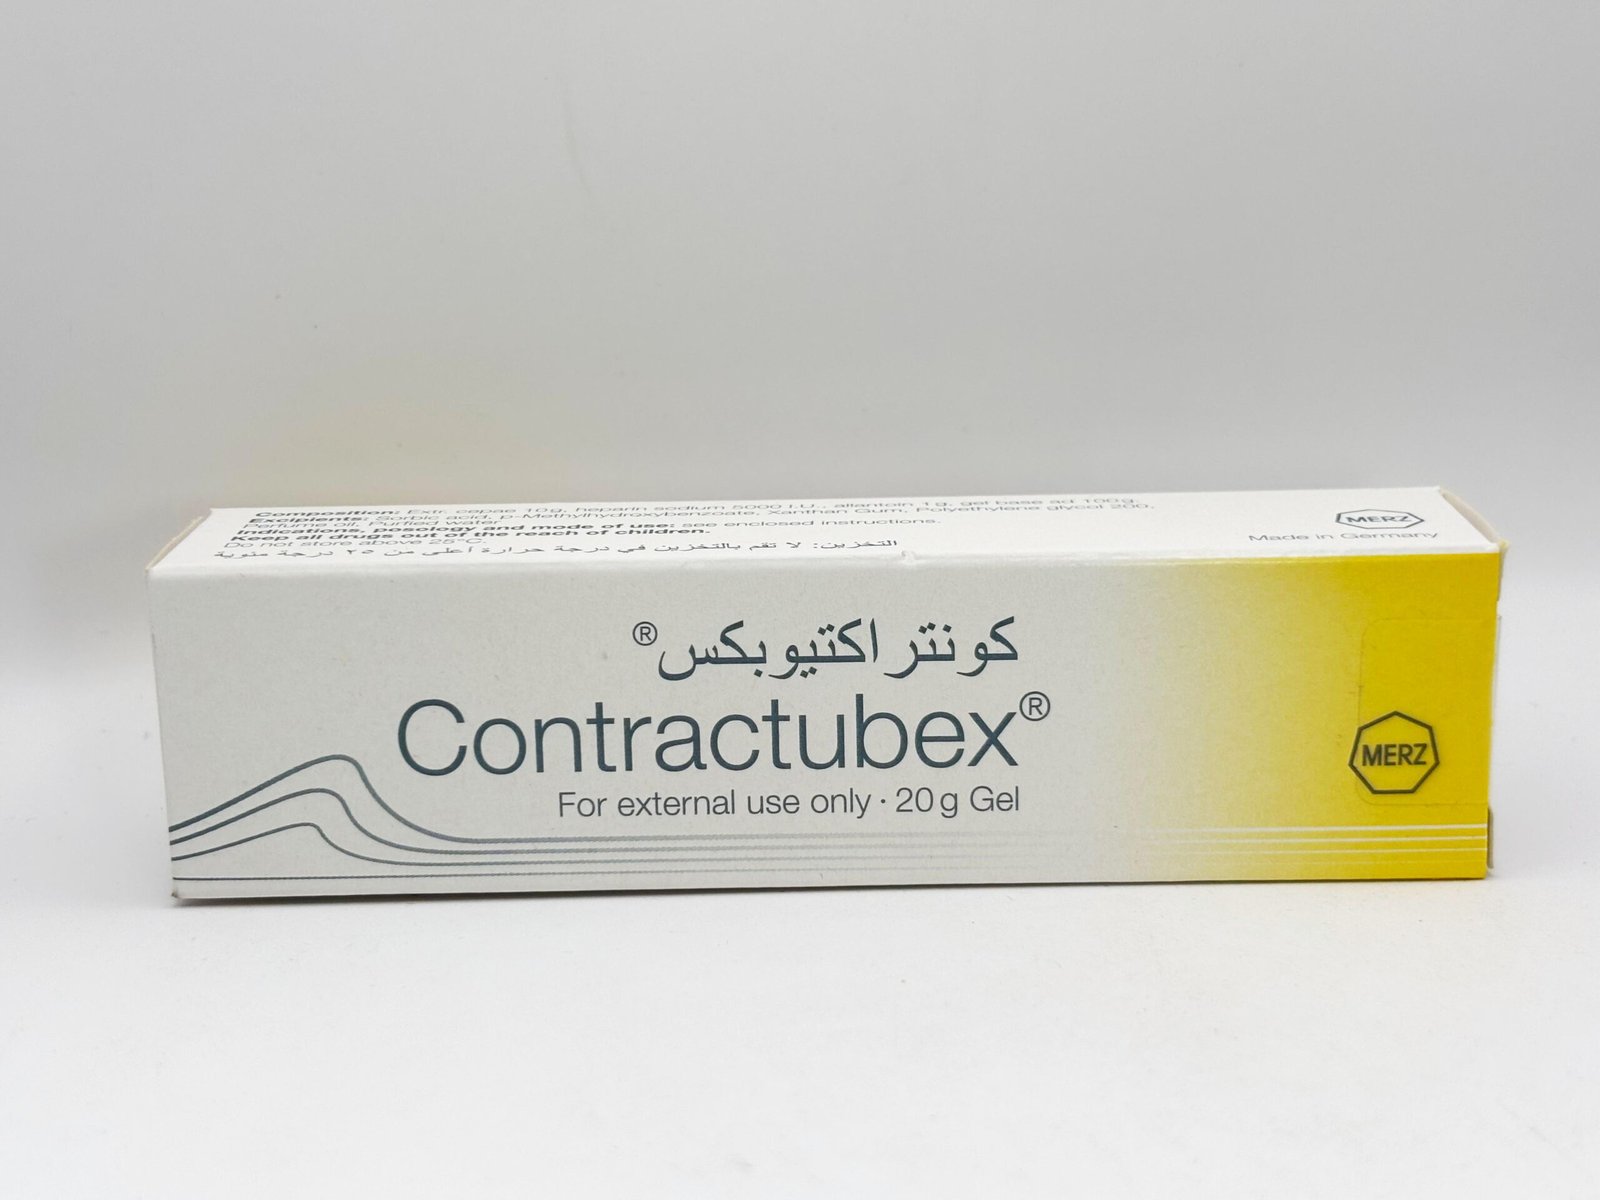 Composition: Extr. cepae 10g, heparin sodium 5000 I.U., allantoin 1g, gel base ad 100g.
Excipients: Sorbic acid, p-Methylhydroxybenzoate, Xanthan Gum, Polyethylene glycol 200,
Perfume oil, Purified water
Indications, posology and mode of use: see enclosed instructions.
Keep all drugs out of the reach of children.
Do not store above 25°C.
التخزين: لا تقم بالتخزين في درجة حرارة أعلى من ٢٥ درجة مئوية
MERZ
Made in Germany
كونتراكتيوبكس®
Contractubex®
For external use only · 20 g Gel
MERZ